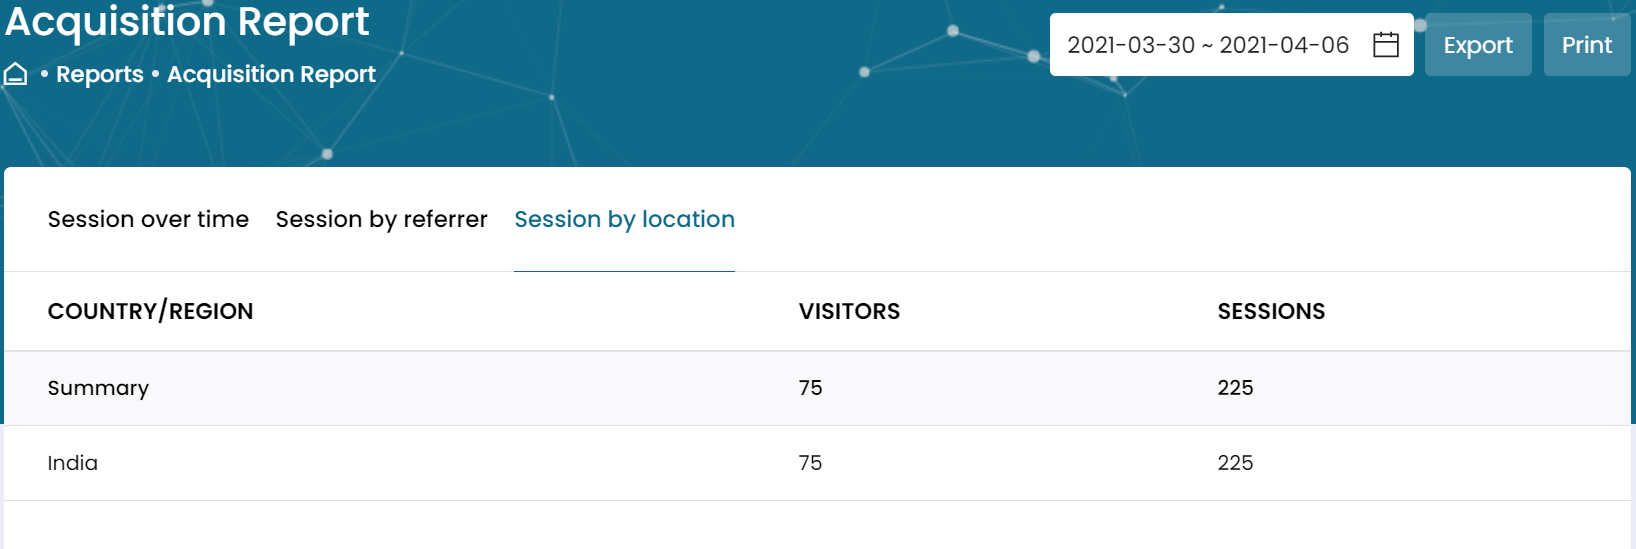 Acquisition Report
• Reports • Acquisition Report
2021-03-30 ~ 2021-04-06
Export
Print
Session over time
Session by referrer
Session by location
COUNTRY/REGION VISITORS SESSIONS
Summary 75 225
India 75 225